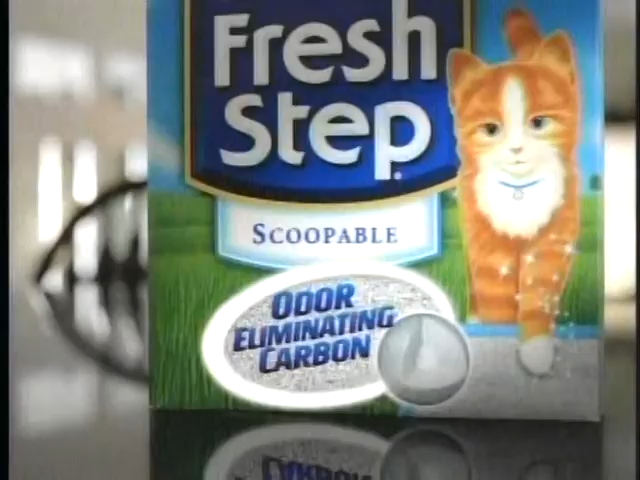 Fresh
Step
SCOOPABLE
ODOR
ELIMINATING
CARBON